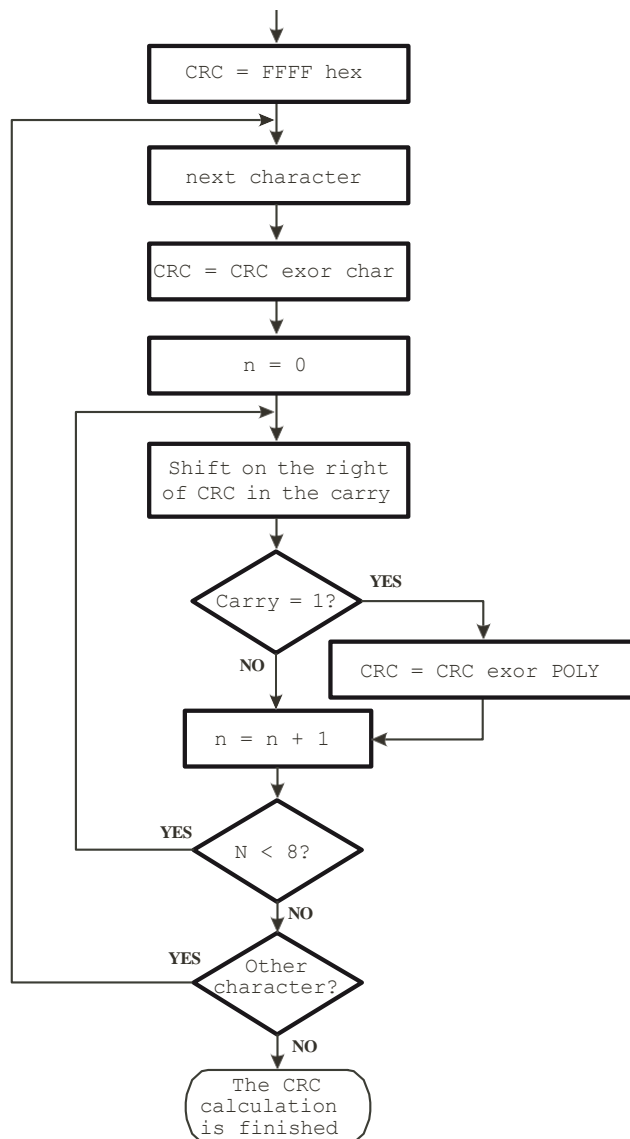 CRC = FFFF hex
next character
CRC = CRC exor char
n = 0
Shift on the right
of CRC in the carry
Carry = 1?
YES
NO
CRC = CRC exor POLY
n = n + 1
YES
N < 8?
NO
YES
Other
character?
NO
The CRC
calculation
is finished